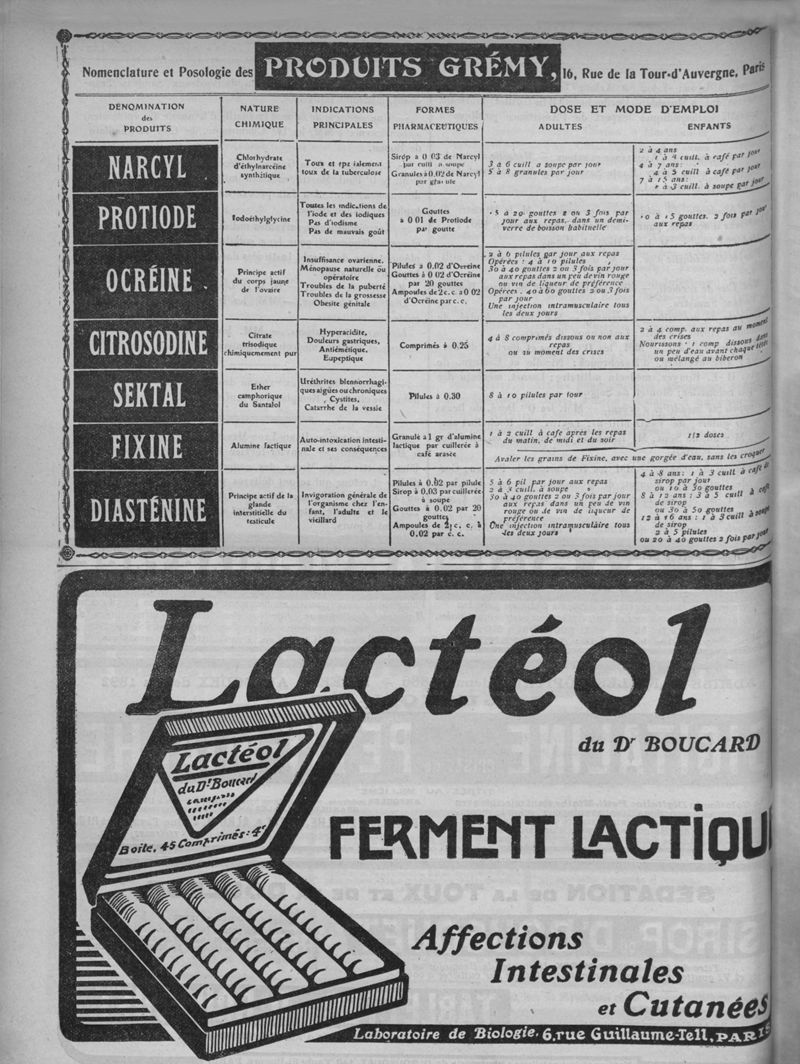 Nomenclature et Posologie des PRODUITS GRÉMY, 16, Rue de la Tour-d'Auvergne, Paris
DENOMINATION
des
PRODUITS
NATURE
CHIMIQUE
INDICATIONS
PRINCIPALES
FORMES
PHARMACEUTIQUES
DOSE ET MODE D'EMPLOI
ADULTES
ENFANTS
NARCYL
Chlorhydrate
d'éthylnarcéine
synthitique
Toux et spécialement
toux de la tuberculose
Sirop a 0 03 de Narcyl
par cuill a soupe
Granules à 0.02 de Narcyl
par granule
3 à 6 cuill a soupe par jour
5 à 8 granules par jour
2 à 4 ans
1 à 4 cuill. à café par jour
4 à 7 ans:
4 à 5 cuill à café par jour
7 à 15 ans:
à 3 cuill. à soupe par jour
PROTIODE
Iodoéthylglycine
Toutes les indications de
l'iode et des iodiques
Pas d'iodisme
Pas de mauvais goût
Gouttes
à 0 01 de Protiode
par goutte
15 à 20 gouttes 2 ou 3 fois par
jour aux repas, dans un demi-
verre de boisson habituelle
10 à 15 gouttes. 2 fois par jour
aux repas
OCRÉINE
Principe actif
du corps jaune
de l'ovaire
Insuffisance ovarienne.
Ménopause naturelle ou
opératoire
Troubles de la puberté
Troubles de la grossesse
Obesite génitale
Pilules à 0.02 d'Ocréine
Gouttes à 0 02 d'Ocréine
par 20 gouttes
Ampoules de 2 c. c. a 0 02
d'Ocréine par c. c.
2 à 6 pilules par jour aux repas
Opérées : 4 à 10 pilules
30 à 40 gouttes 2 ou 3 fois par jour
aux repas dans un peu de vin rouge
ou vin de liqueur de préférence
Opérées . 40 à 60 gouttes 2 ou 3 fois
par jour
Une injection intramusculaire tous
les deux jours
CITROSODINE
Citrate
trisodique
chimiquement pur
Hyperacidite,
Douleurs gastriques,
Antiémétique,
Eupeptique
Comprimés à 0.25
4 à 8 comprimés dissous ou non aux
repas
ou au moment des crises
2 à 4 comp. aux repas au moment
des crises
Nourissons : 1 comp dissous dans
un peu d'eau avant chaque tétée
ou mélangé au biberon
SEKTAL
Ether
camphorique
du Santalol
Uréthrites blennorrhagi-
ques aigües ou chroniques
Cystites,
Catarrhe de la vessie
Pilules à 0.30
8 à 10 pilules par jour
FIXINE
Alumine lactique
Auto-intoxication intesti-
nale et ses conséquences
Granule à 1 gr d'alumine
lactique par cuillerée à
café arasée
1 à 2 cuill à cafe après les repas
du matin, de midi et du soir
1/2 doses
Avaler les grains de Fixine, avec une gorgée d'eau, sans les croquer
DIASTÉNINE
Principe actif de la
glande
interstitielle du
testicule
Invigoration générale de
l'organisme chez l'en-
fant, l'adulte et le
vieillard
Pilules à 0.02 par pilule
Sirop à 0.03 par cuillerée
à soupe
Gouttes à 0.02 par 20
gouttes
Ampoules de 2 c. c. à
0.02 par c. c.
5 à 6 pil par jour aux repas
2 à 3 cuill. à soupe
30 à 40 gouttes 2 ou 3 fois par jour
aux repas dans un peu de vin
rouge ou de vin de liqueur de
préférence
Une injection intramusculaire tous
les deux jours
4 à 8 ans: 1 à 3 cuill à café de
sirop par jour
ou 10 à 30 gouttes
8 à 12 ans : 3 à 5 cuill à café
de sirop
ou 30 à 50 gouttes
12 à 16 ans : 1 à 3 cuill à soupe
de sirop
2 à 5 pilules
ou 20 à 40 gouttes 2 fois par jour
Lactéol
du Dr BOUCARD
Lactéol
du Dr Boucard
comprimés
Boite, 45 Comprimés: 4f
FERMENT LACTIQU
Affections
Intestinales
et Cutanées
Laboratoire de Biologie, 6, rue Guillaume-Tell, PARIS